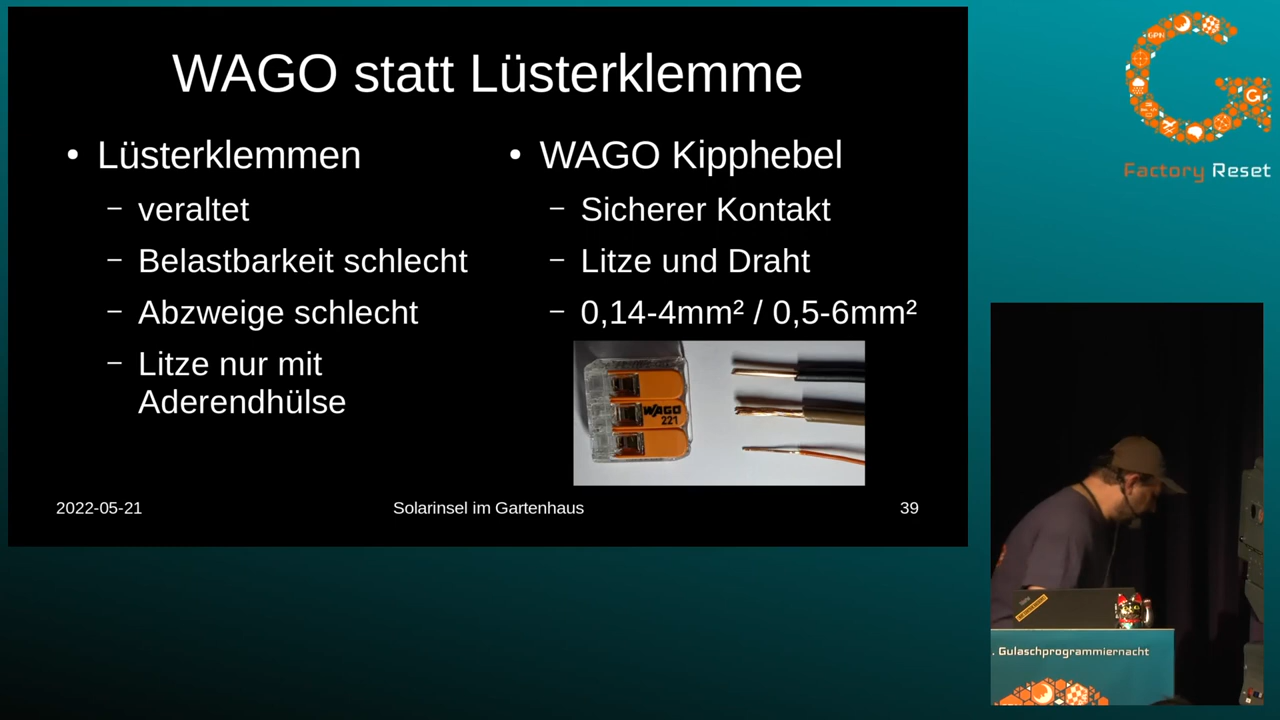 WAGO statt Lüsterklemme
• Lüsterklemmen
– veraltet
– Belastbarkeit schlecht
– Abzweige schlecht
– Litze nur mit
Aderendhülse
• WAGO Kipphebel
– Sicherer Kontakt
– Litze und Draht
– 0,14-4mm² / 0,5-6mm²
WAGO
221
2022-05-21
Solarinsel im Gartenhaus
39
GPN
Factory Reset
. Gulaschprogrammiernacht